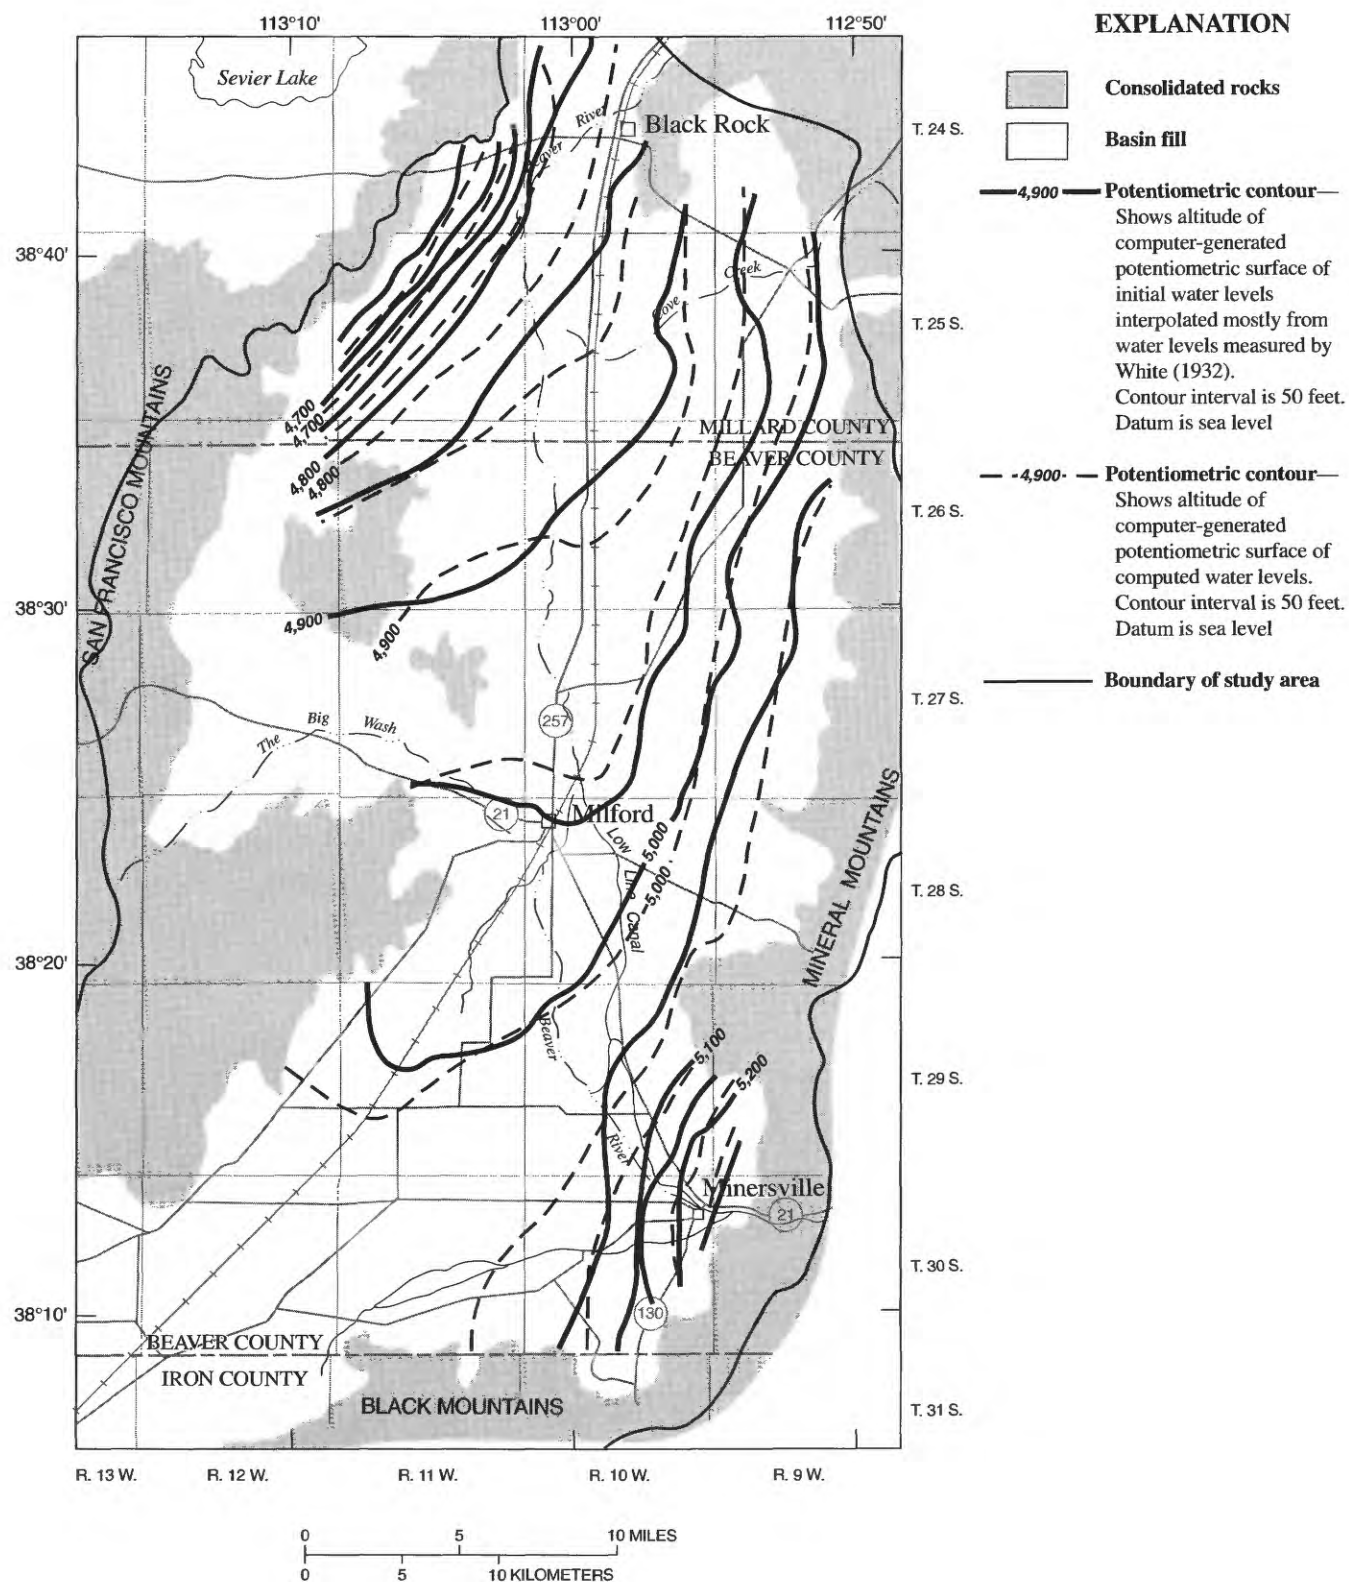 113°10'
113°00'
112°50'
Sevier Lake
River
Beaver
Black Rock
T. 24 S.
38°40'
Creek
Cove
T. 25 S.
4,700
4,700
4,800
4,800
MILLARD COUNTY
BEAVER COUNTY
SAN FRANCISCO MOUNTAINS
T. 26 S.
38°30'
4,900
4,900
T. 27 S.
257
The Big Wash
21
Milford
Low Line Canal
5,000
5,000
MINERAL MOUNTAINS
T. 28 S.
38°20'
Beaver
River
5,100
5,200
T. 29 S.
Minersville
21
T. 30 S.
38°10'
130
BEAVER COUNTY
IRON COUNTY
BLACK MOUNTAINS
T. 31 S.
R. 13 W.
R. 12 W.
R. 11 W.
R. 10 W.
R. 9 W.
0 5 10 MILES
0 5 10 KILOMETERS
EXPLANATION
Consolidated rocks
Basin fill
4,900 Potentiometric contour—
Shows altitude of
computer-generated
potentiometric surface of
initial water levels
interpolated mostly from
water levels measured by
White (1932).
Contour interval is 50 feet.
Datum is sea level
4,900 Potentiometric contour—
Shows altitude of
computer-generated
potentiometric surface of
computed water levels.
Contour interval is 50 feet.
Datum is sea level
Boundary of study area